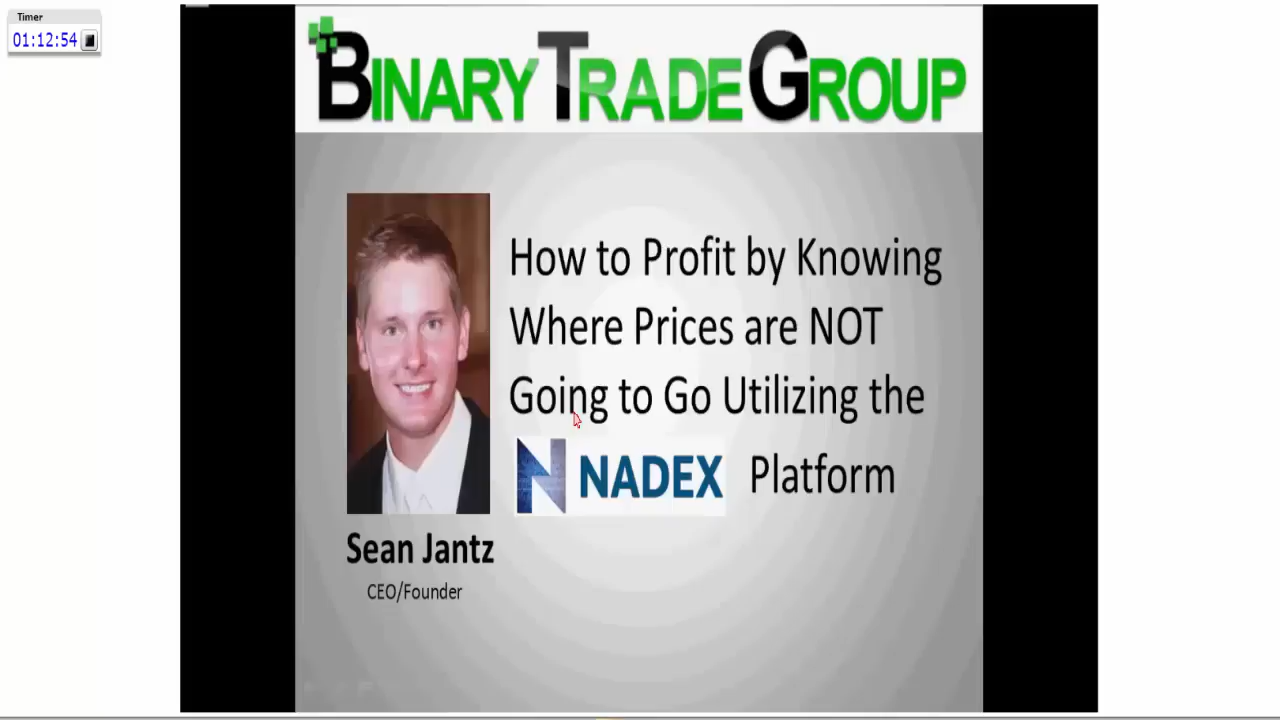 Timer
01:12:54
BINARY TRADE GROUP
How to Profit by Knowing
Where Prices are NOT
Going to Go Utilizing the
NADEX Platform
Sean Jantz
CEO/Founder